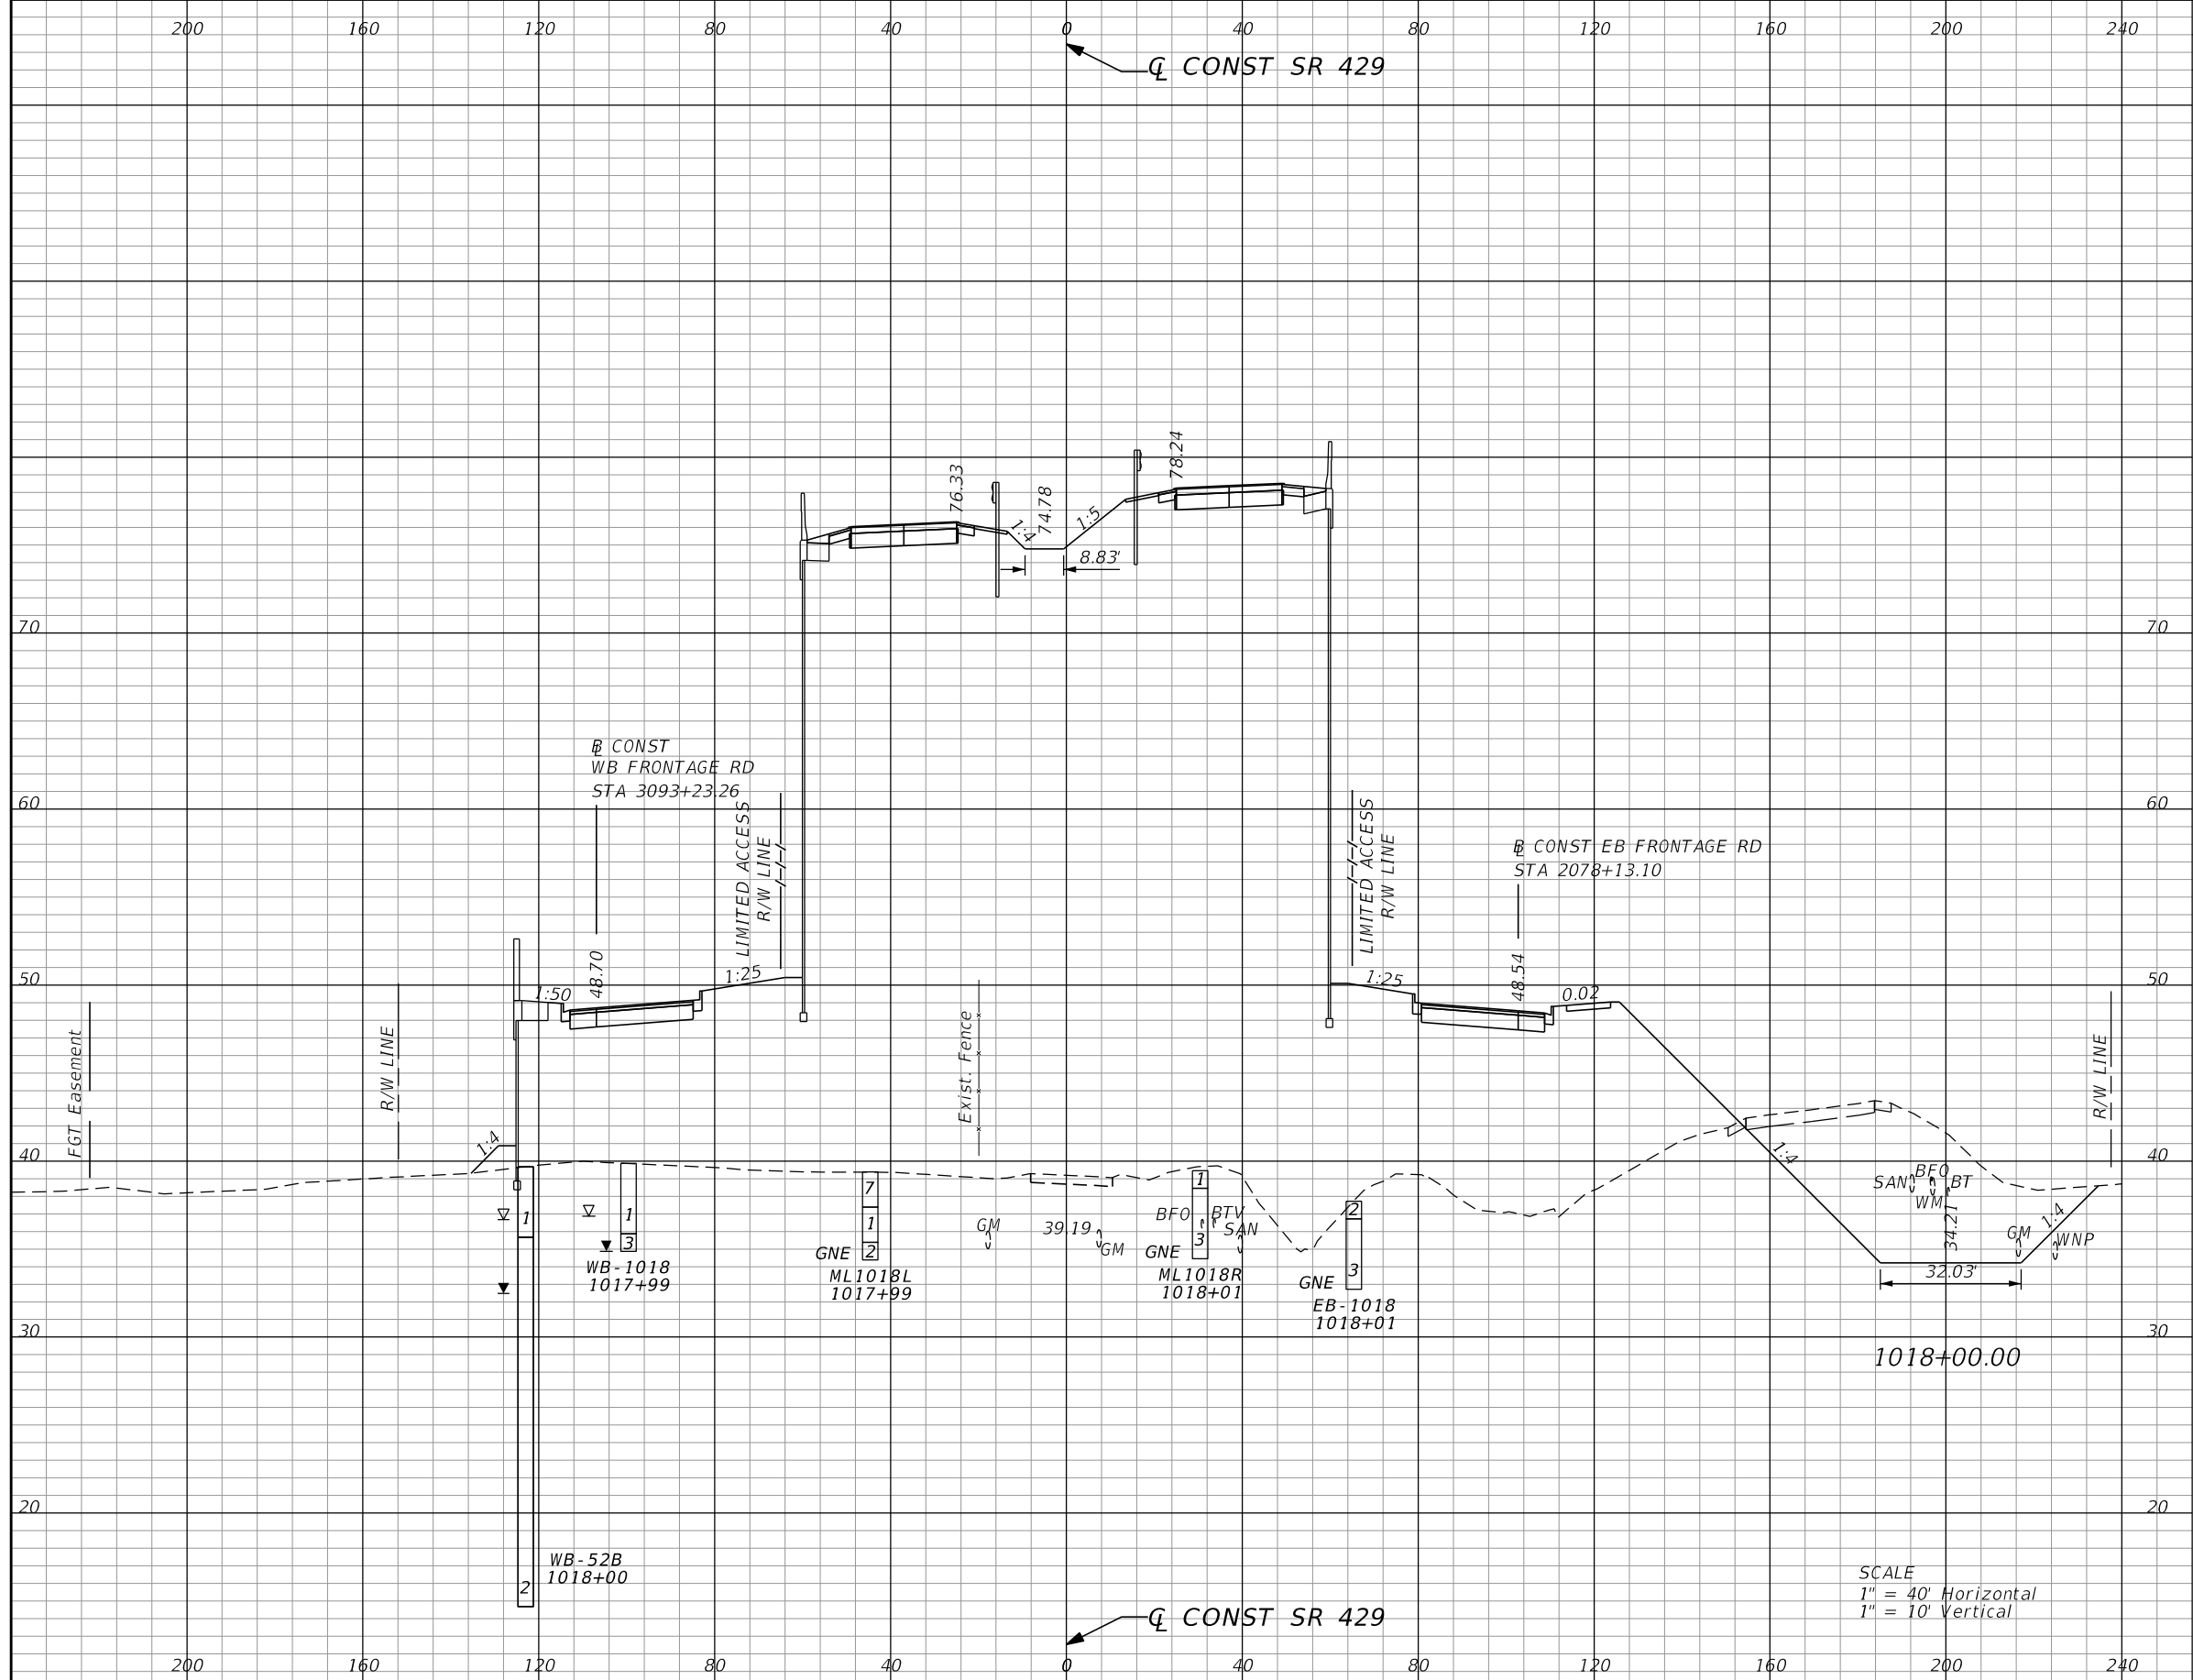 200 160 120 80 40 0 40 80 120 160 200 240
℄ CONST SR 429
76.33
74.78
78.24
1:4
1:5
8.83'
70 70
B̵L CONST
WB FRONTAGE RD
STA 3093+23.26
60 60
LIMITED ACCESS
R/W LINE
LIMITED ACCESS
R/W LINE
BL CONST EB FRONTAGE RD
STA 2078+13.10
50 50
1:50
48.70
1:25
1:25
48.54
0.02
FGT Easement
R/W LINE
Exist. Fence
R/W LINE
1:4
40 40
1:4
1
1
3
WB-1018
1017+99
7
1
2
GNE
ML1018L
1017+99
GM
39.19
GM
1
3
BFO
BTV
SAN
GNE
ML1018R
1018+01
2
3
GNE
EB-1018
1018+01
SAN
BFO
BT
WM
34.21
GM
WNP
1:4
32.03'
30 30
1018+00.00
20 20
2
WB-52B
1018+00
SCALE
1" = 40' Horizontal
1" = 10' Vertical
℄ CONST SR 429
200 160 120 80 40 0 40 80 120 160 200 240